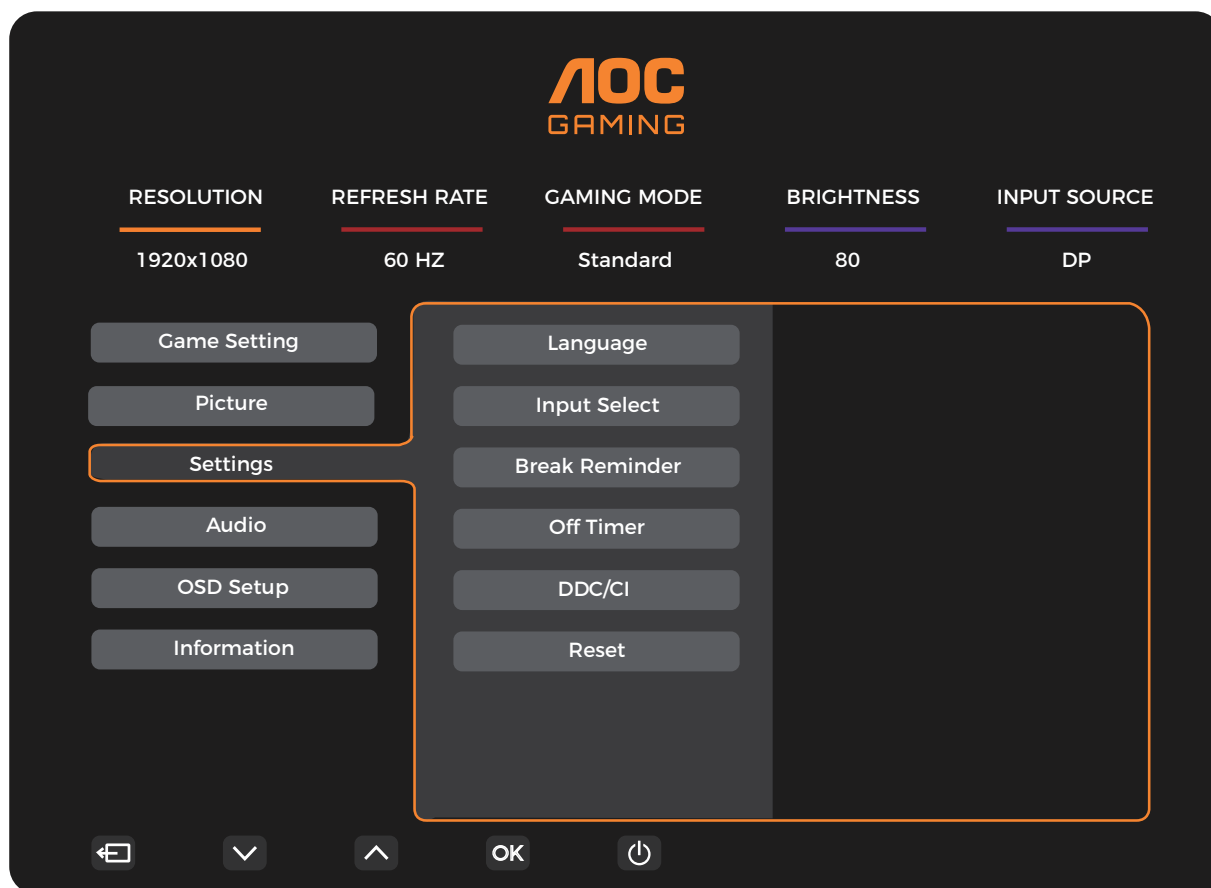 AOC
GAMING
RESOLUTION REFRESH RATE GAMING MODE BRIGHTNESS INPUT SOURCE
1920x1080 60 HZ Standard 80 DP
Game Setting
Picture
Settings
Audio
OSD Setup
Information
Language
Input Select
Break Reminder
Off Timer
DDC/CI
Reset
OK